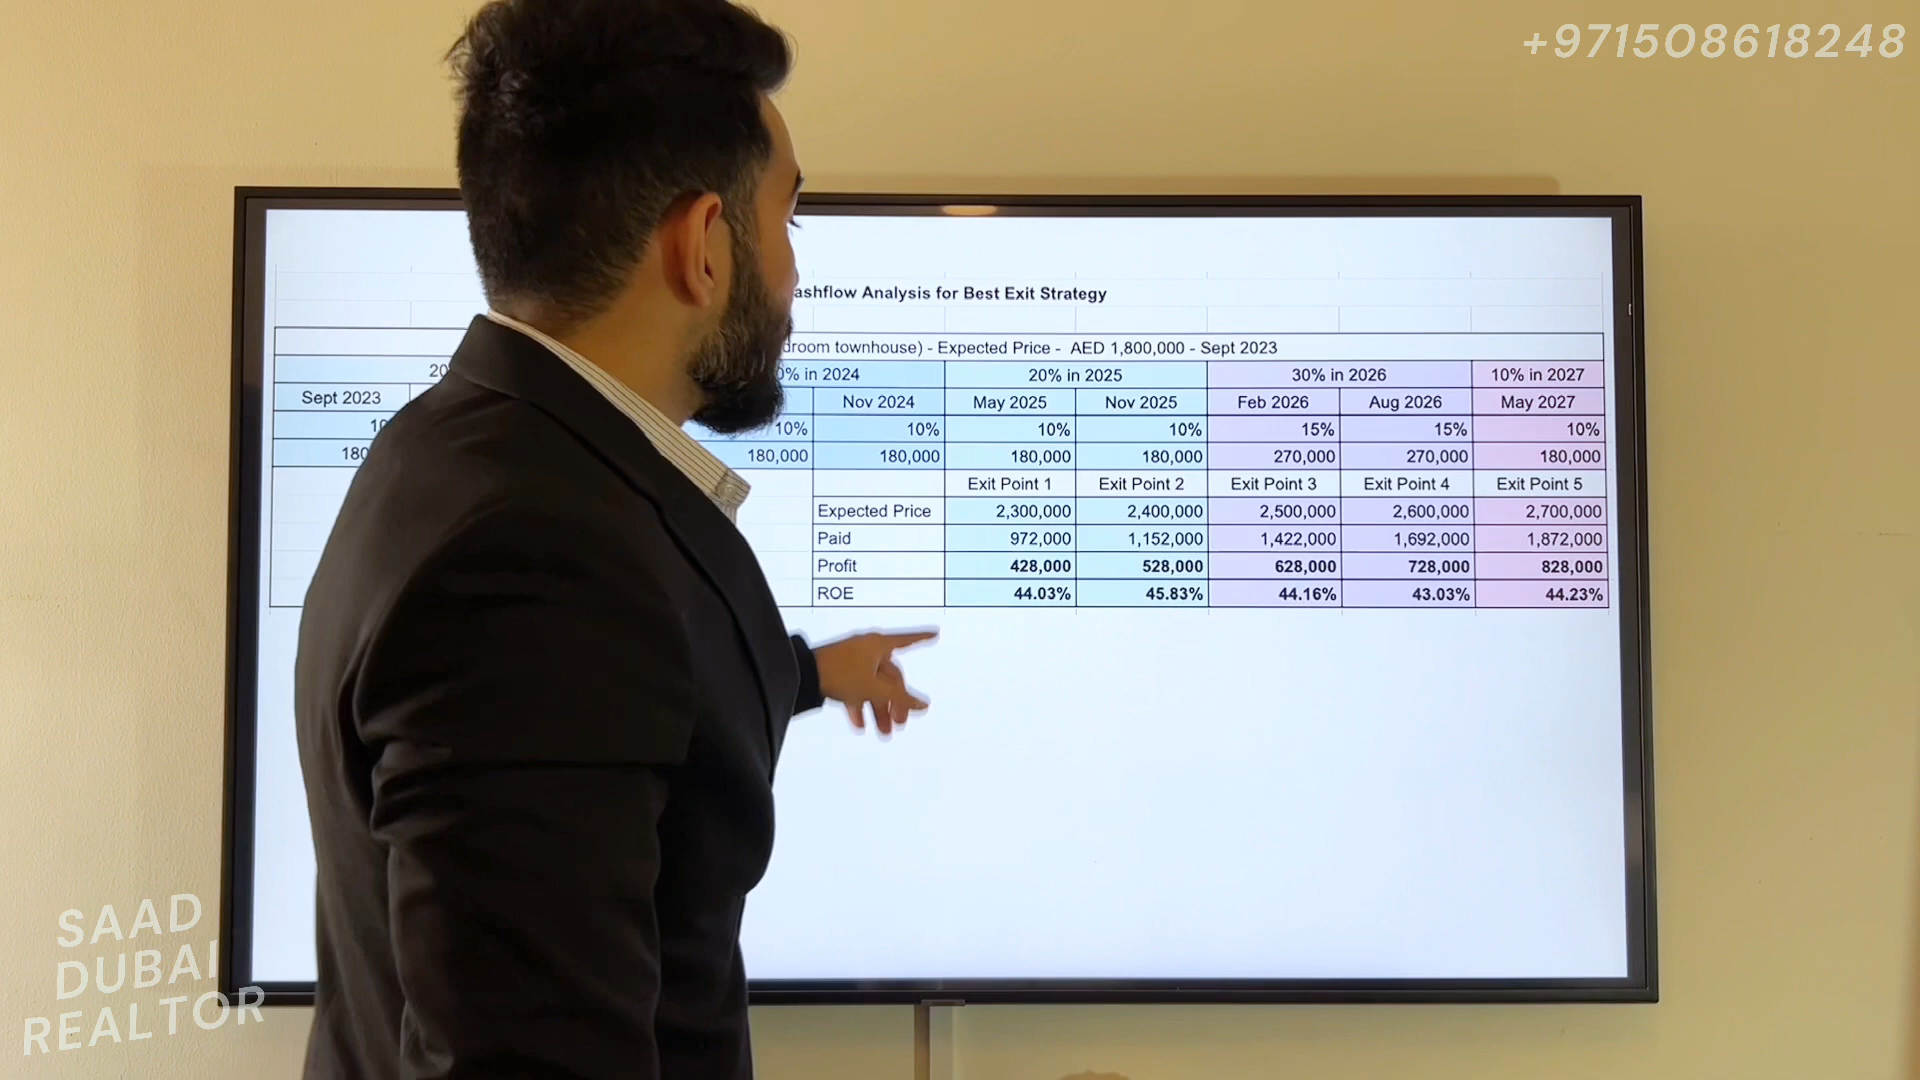 +971508618248
ashflow Analysis for Best Exit Strategy
droom townhouse) - Expected Price - AED 1,800,000 - Sept 2023
20 0% in 2024 20% in 2025 30% in 2026 10% in 2027
Sept 2023 Nov 2024 May 2025 Nov 2025 Feb 2026 Aug 2026 May 2027
10 10% 10% 10% 10% 15% 15% 10%
180 180,000 180,000 180,000 180,000 270,000 270,000 180,000
Exit Point 1 Exit Point 2 Exit Point 3 Exit Point 4 Exit Point 5
Expected Price 2,300,000 2,400,000 2,500,000 2,600,000 2,700,000
Paid 972,000 1,152,000 1,422,000 1,692,000 1,872,000
Profit 428,000 528,000 628,000 728,000 828,000
ROE 44.03% 45.83% 44.16% 43.03% 44.23%
SAAD
DUBAI
REALTOR